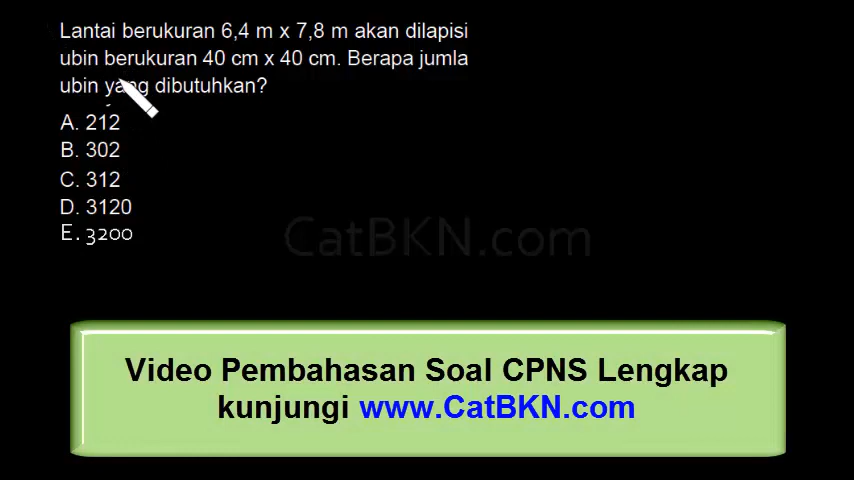 Lantai berukuran 6,4 m x 7,8 m akan dilapisi
ubin berukuran 40 cm x 40 cm. Berapa jumla
ubin yang dibutuhkan?
A. 212
B. 302
C. 312
D. 3120
E. 3200
CatBKN.com
Video Pembahasan Soal CPNS Lengkap
kunjungi www.CatBKN.com